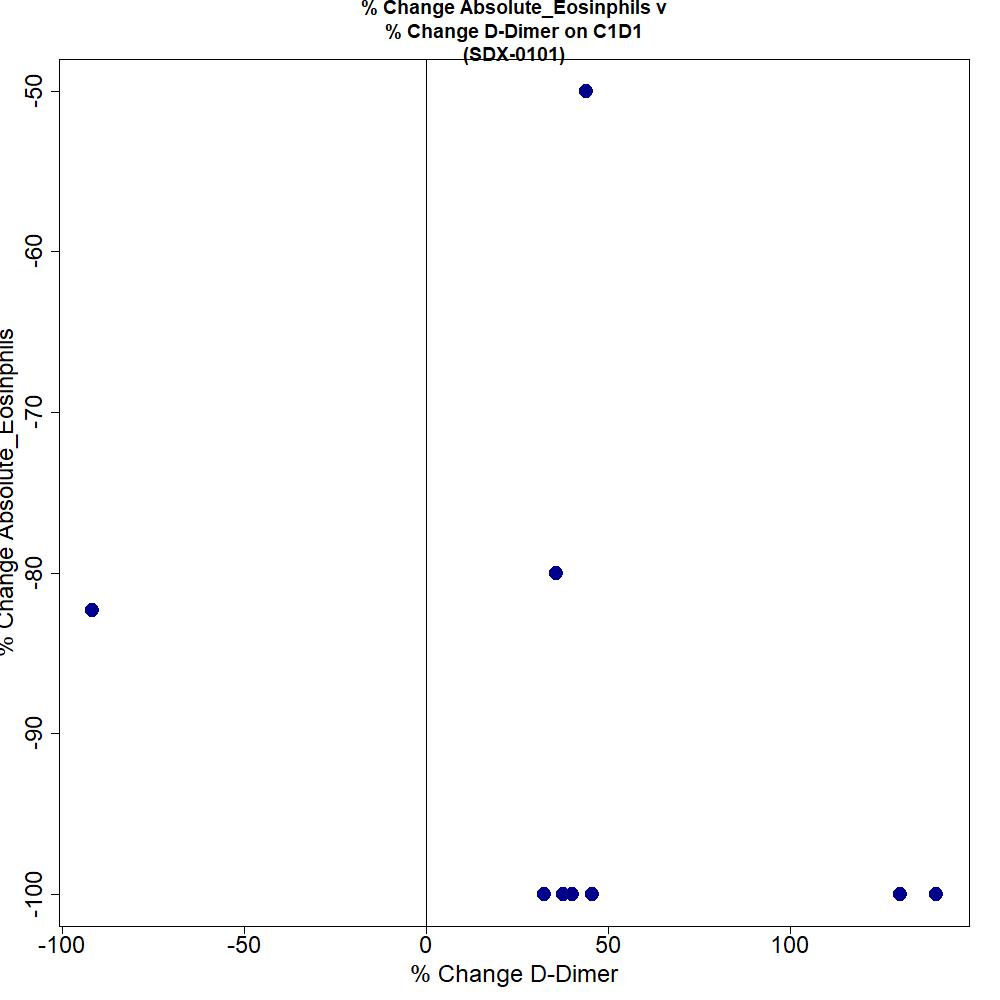 % Change Absolute_Eosinphils v
% Change D-Dimer on C1D1
(SDX-0101)
% Change Absolute_Eosinphils
-50
-60
-70
-80
-90
-100
-100
-50
0
50
100
% Change D-Dimer